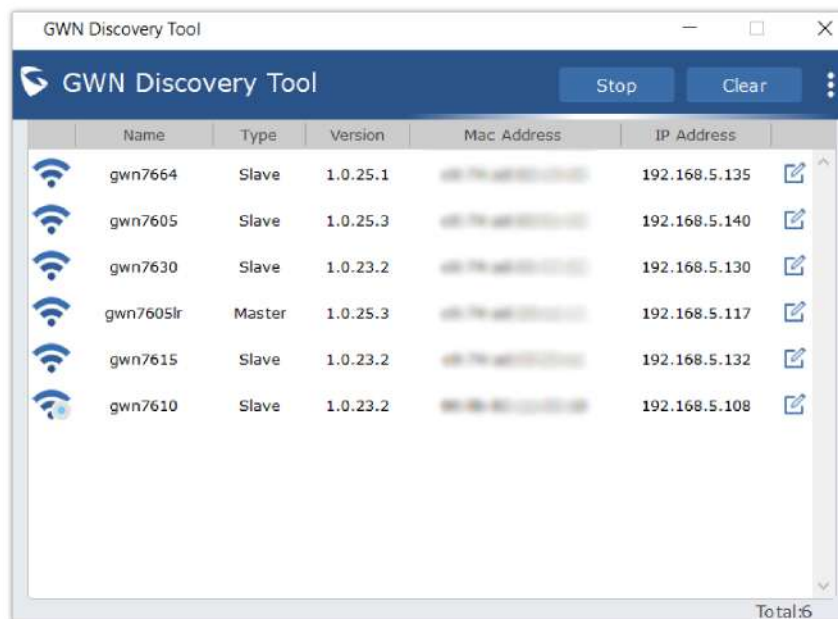 GWN Discovery Tool
GWN Discovery Tool Stop Clear
Name Type Version Mac Address IP Address
gwn7664 Slave 1.0.25.1 192.168.5.135
gwn7605 Slave 1.0.25.3 192.168.5.140
gwn7630 Slave 1.0.23.2 192.168.5.130
gwn7605lr Master 1.0.25.3 192.168.5.117
gwn7615 Slave 1.0.23.2 192.168.5.132
gwn7610 Slave 1.0.23.2 192.168.5.108
Total:6